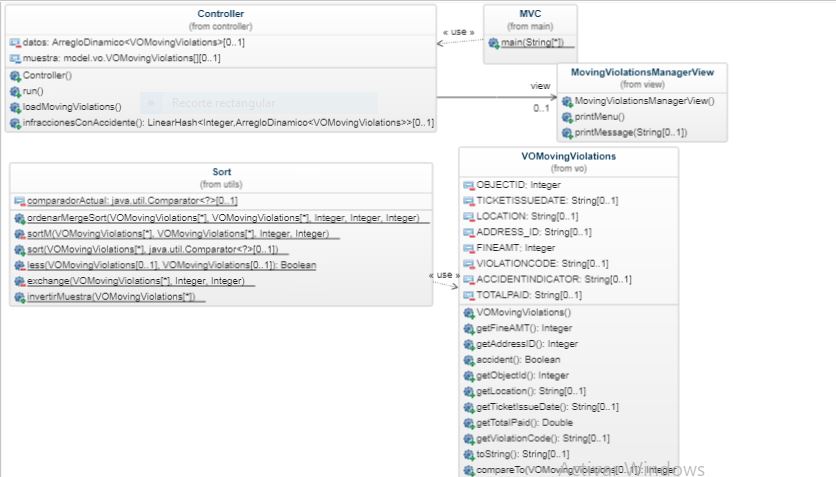 Controller
(from controller)
datos: ArregloDinamico<VOMovingViolations>[0..1]
muestra: model.vo.VOMovingViolations[][0..1]
Controller()
run()
loadMovingViolations()
infraccionesConAccidente(): LinearHash<Integer,ArregloDinamico<VOMovingViolations>>[0..1]
Recorte rectangular
« use »
MVC
(from main)
main(String[*])
view
0..1
MovingViolationsManagerView
(from view)
MovingViolationsManagerView()
printMenu()
printMessage(String[0..1])
Sort
(from utils)
comparadorActual: java.util.Comparator<?>[0..1]
ordenarMergeSort(VOMovingViolations[*], VOMovingViolations[*], Integer, Integer, Integer)
sortM(VOMovingViolations[*], VOMovingViolations[*], Integer, Integer)
sort(VOMovingViolations[*], java.util.Comparator<?>[0..1])
less(VOMovingViolations[0..1], VOMovingViolations[0..1]): Boolean
exchange(VOMovingViolations[*], Integer, Integer)
invertirMuestra(VOMovingViolations[*])
« use »
VOMovingViolations
(from vo)
OBJECTID: Integer
TICKETISSUEDATE: String[0..1]
LOCATION: String[0..1]
ADDRESS_ID: String[0..1]
FINEAMT: Integer
VIOLATIONCODE: String[0..1]
ACCIDENTINDICATOR: String[0..1]
TOTALPAID: String[0..1]
VOMovingViolations()
getFineAMT(): Integer
getAddressID(): Integer
accident(): Boolean
getObjectId(): Integer
getLocation(): String[0..1]
getTicketIssueDate(): String[0..1]
getTotalPaid(): Double
getViolationCode(): String[0..1]
toString(): String[0..1]
compareTo(VOMovingViolations[0..1]): Integer
Activar Windows